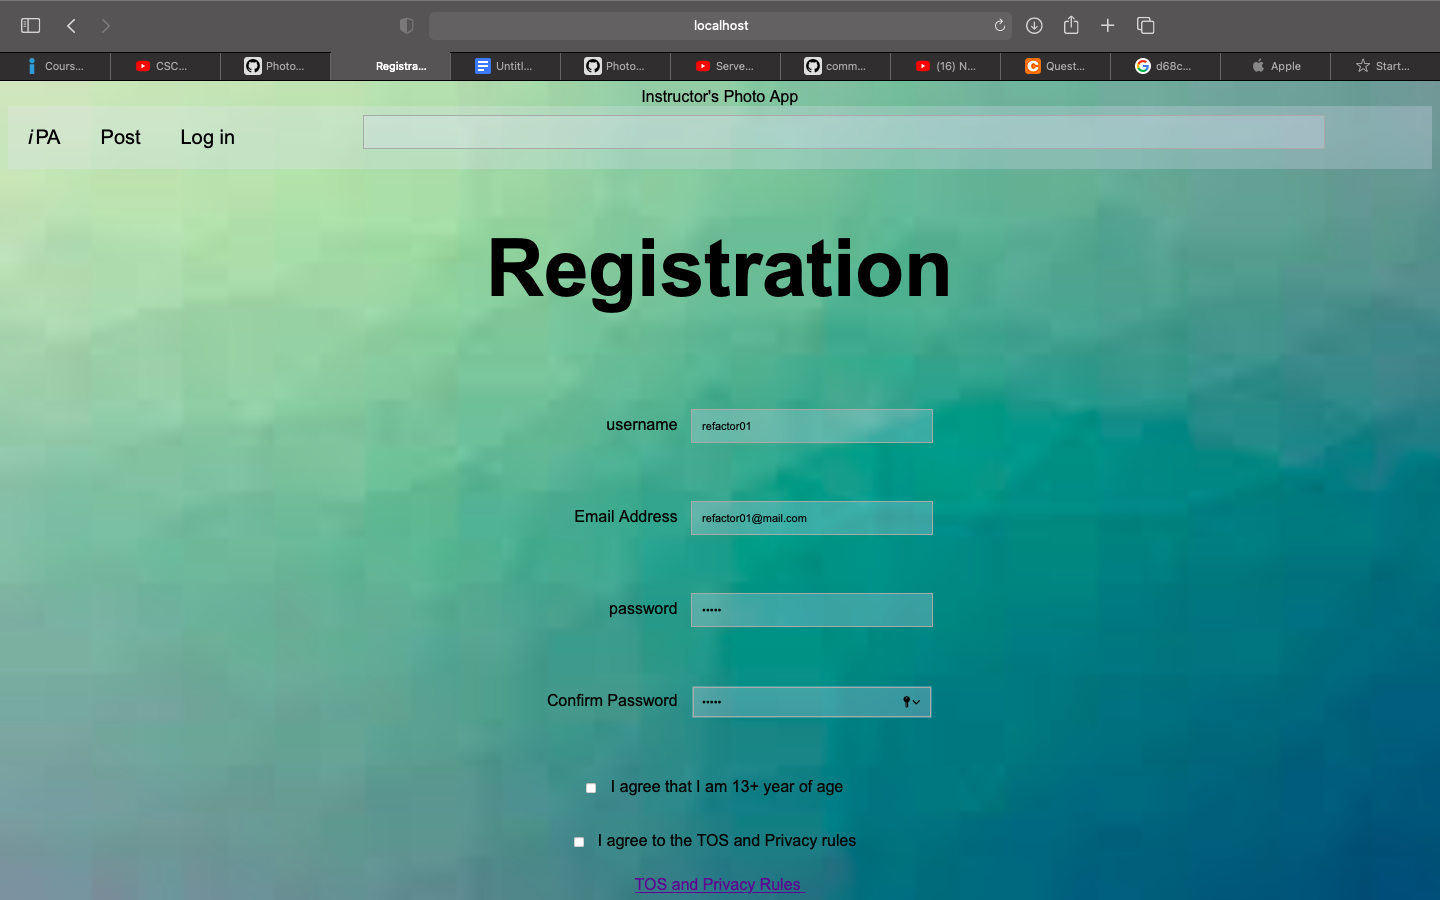 localhost
Cours... CSC... Photo... Registra... Untitl... Photo... Serve... comm... (16) N... Quest... d68c... Apple Start...
Instructor's Photo App
iPA Post Log in
Registration
username refactor01
Email Address refactor01@mail.com
password •••••
Confirm Password •••••
I agree that I am 13+ year of age
I agree to the TOS and Privacy rules
TOS and Privacy Rules